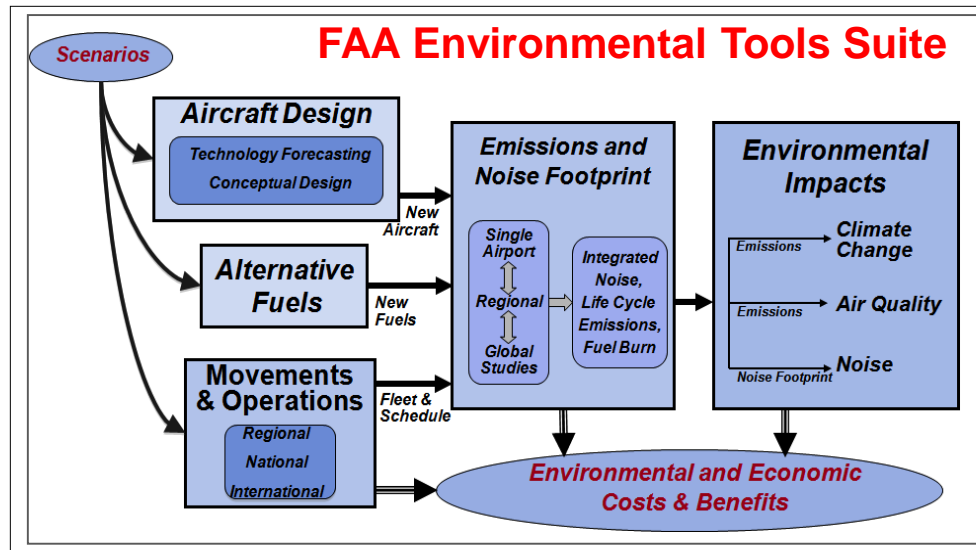 FAA Environmental Tools Suite
Scenarios
Aircraft Design
Technology Forecasting
Conceptual Design
New
Aircraft
Alternative
Fuels
New
Fuels
Movements
& Operations
Regional
National
International
Fleet &
Schedule
Emissions and
Noise Footprint
Single
Airport
Regional
Global
Studies
Integrated
Noise,
Life Cycle
Emissions,
Fuel Burn
Environmental
Impacts
Emissions
Climate
Change
Emissions
Air Quality
Noise Footprint
Noise
Environmental and Economic
Costs & Benefits